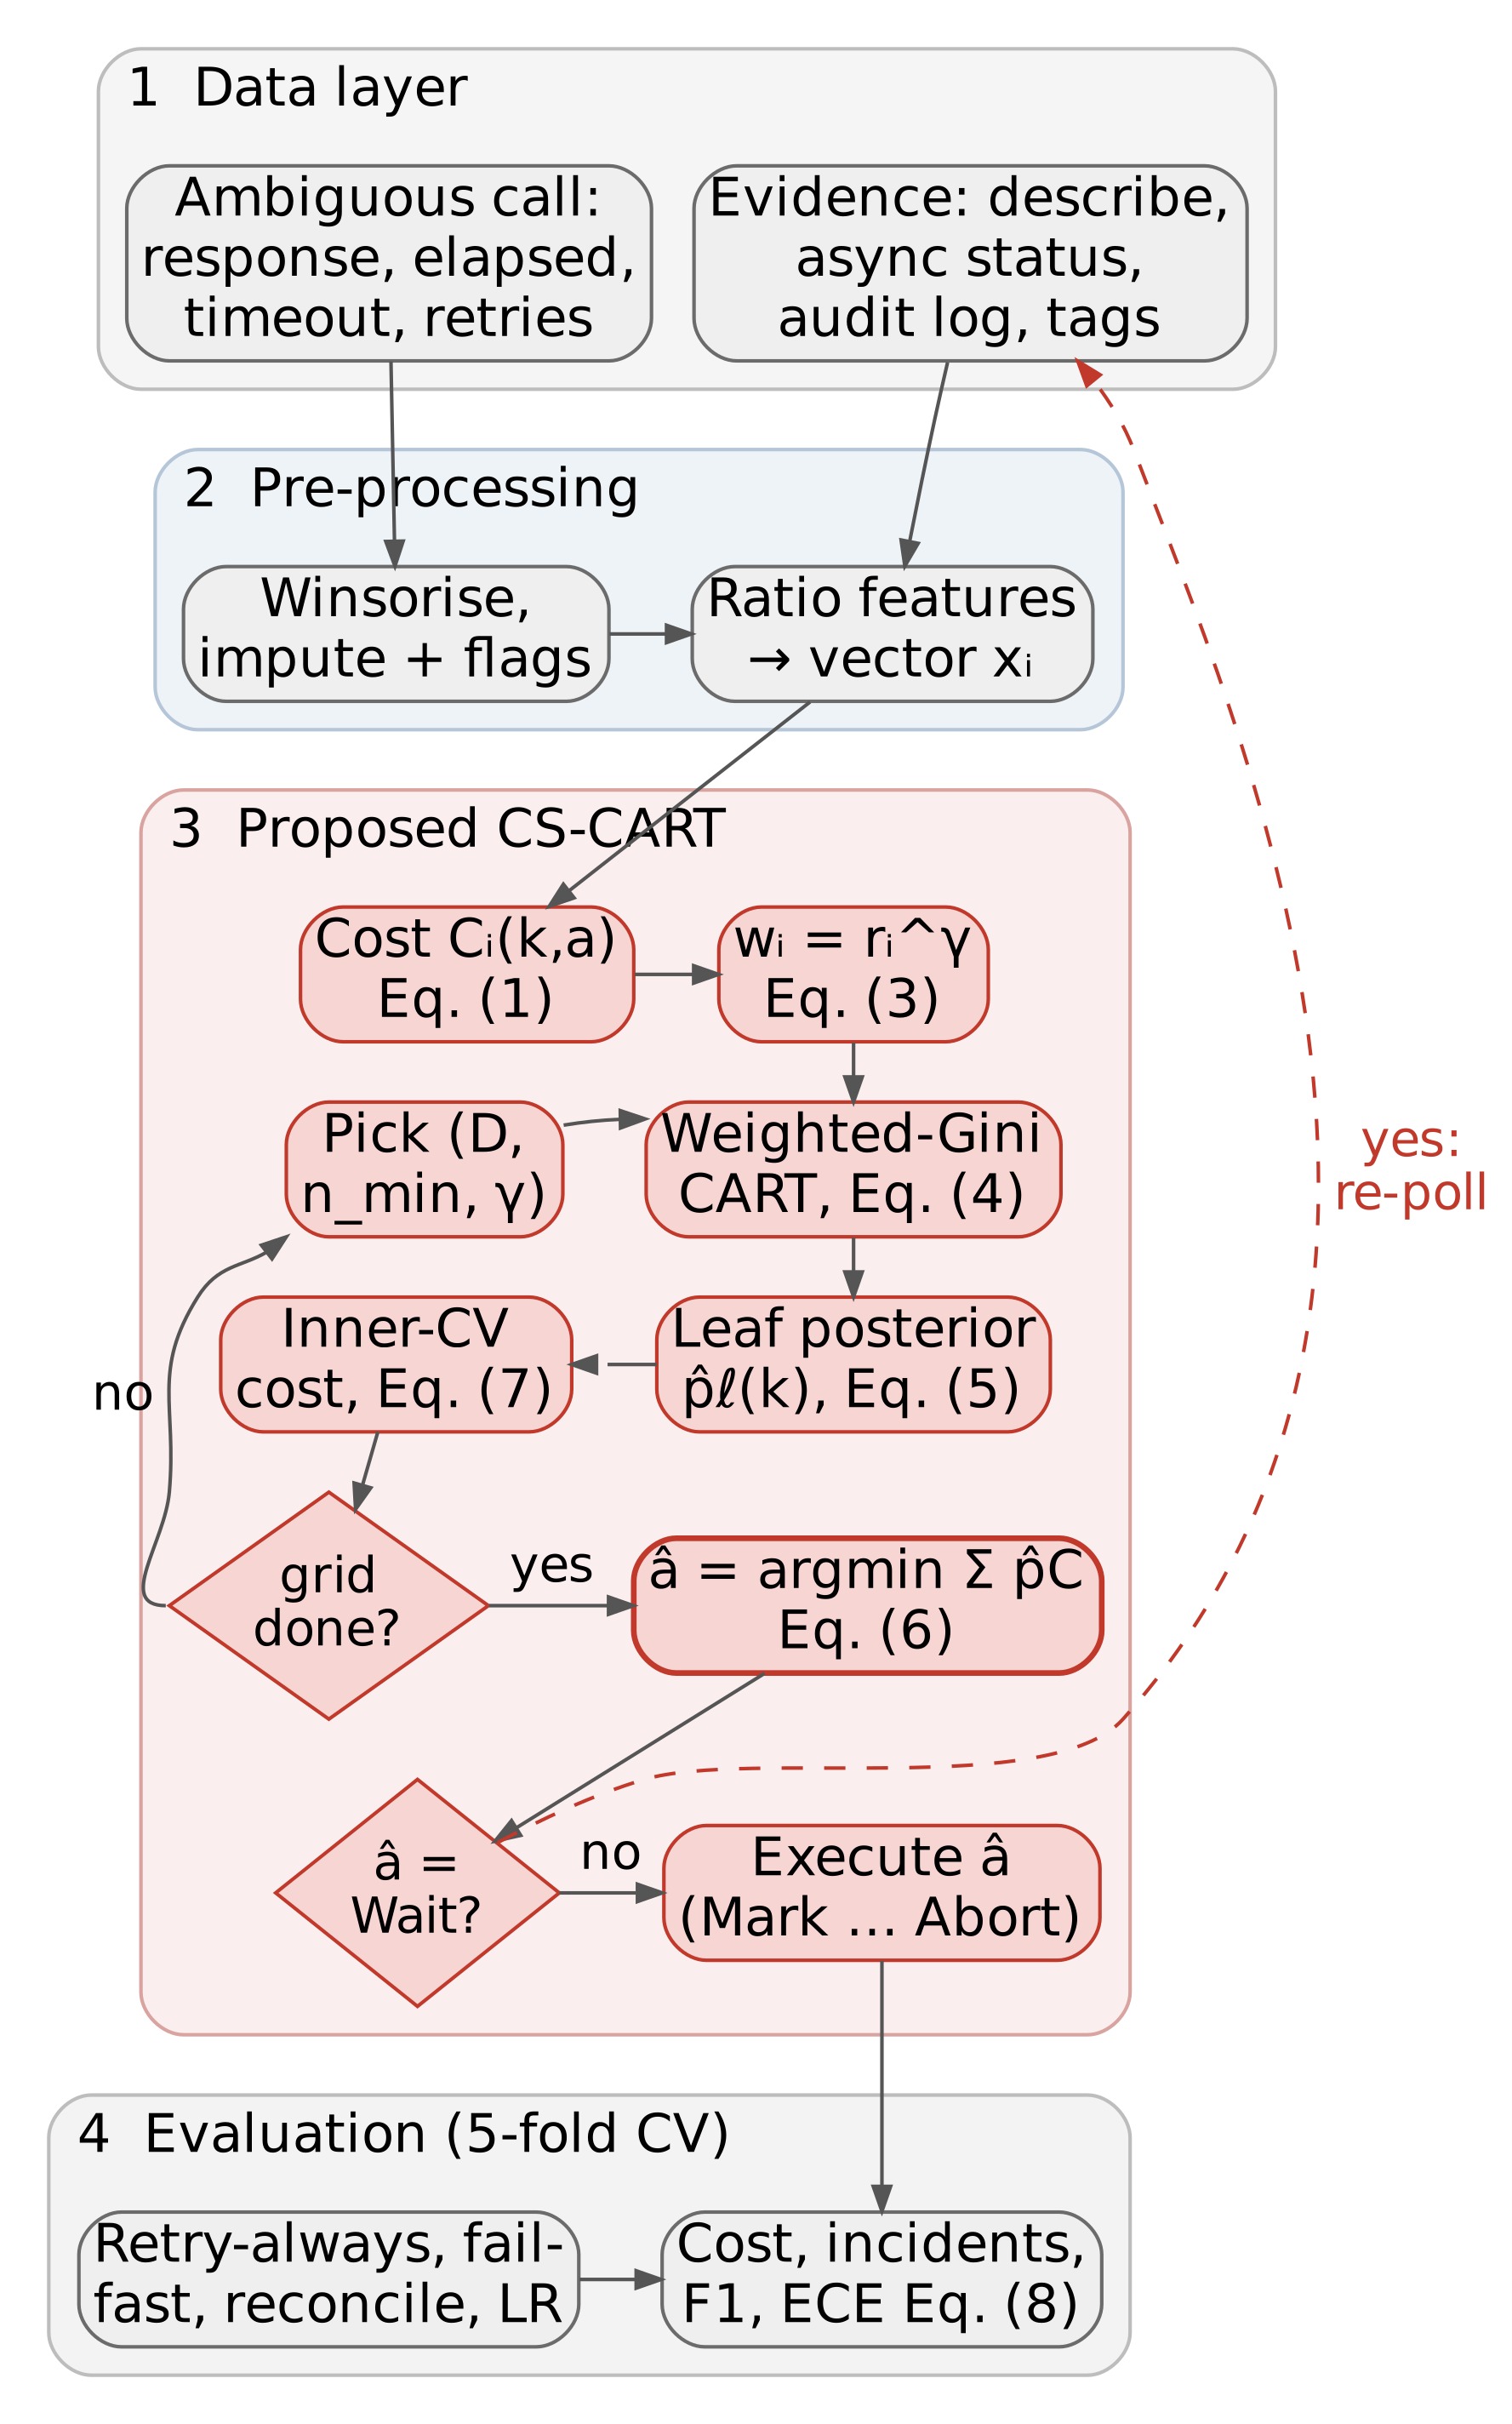 1  Data layer
Ambiguous call:
response, elapsed,
timeout, retries
Evidence: describe,
async status,
audit log, tags
2  Pre-processing
Winsorise,
impute + flags
Ratio features
→ vector xᵢ
3  Proposed CS-CART
Cost Cᵢ(k,a)
Eq. (1)
wᵢ = rᵢ^γ
Eq. (3)
Pick (D,
n_min, γ)
Weighted-Gini
CART, Eq. (4)
yes:
re-poll
Inner-CV
cost, Eq. (7)
Leaf posterior
p̂ℓ(k), Eq. (5)
no
grid
done?
yes
â = argmin Σ p̂C
Eq. (6)
â =
Wait?
no
Execute â
(Mark … Abort)
4  Evaluation (5-fold CV)
Retry-always, fail-
fast, reconcile, LR
Cost, incidents,
F1, ECE Eq. (8)